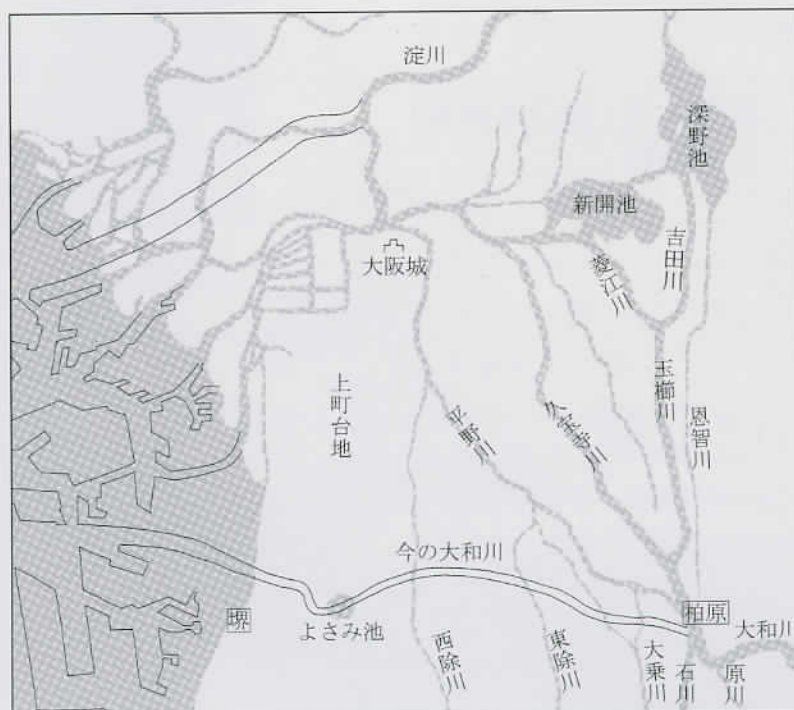 淀川
深野池
新開池
吉田川
菱江川
大阪城
玉櫛川
恩智川
上町台地
平野川
久宝寺川
今の大和川
堺
よさみ池
柏原
大和川
西除川
東除川
大乗川
石川
原川